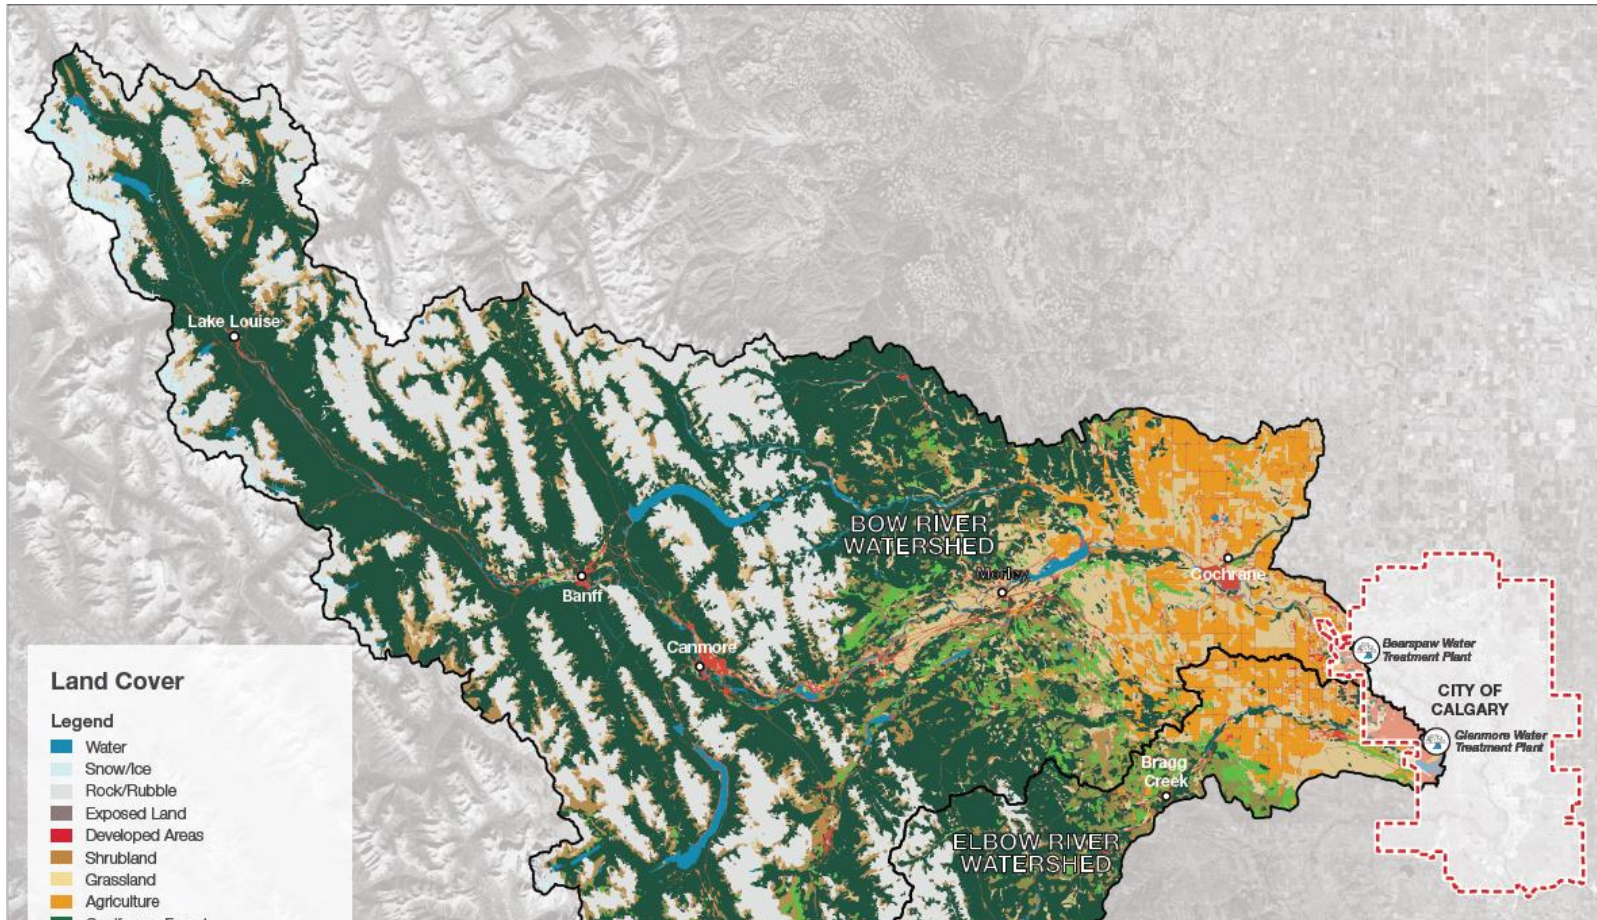 Lake Louise
BOW RIVER
WATERSHED
Morley
Cochrane
Banff
Canmore
Bearspaw Water
Treatment Plant
CITY OF
CALGARY
Glenmore Water
Treatment Plant
Bragg
Creek
ELBOW RIVER
WATERSHED
Land Cover
Legend
Water
Snow/Ice
Rock/Rubble
Exposed Land
Developed Areas
Shrubland
Grassland
Agriculture